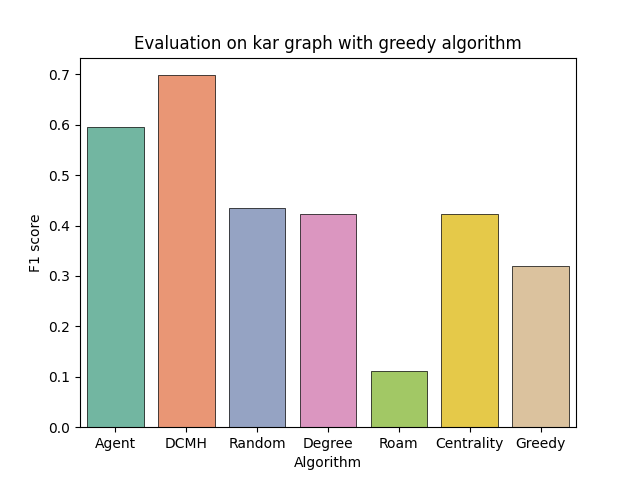 Evaluation on kar graph with greedy algorithm
F1 score
0.7
0.6
0.5
0.4
0.3
0.2
0.1
0.0
Agent DCMH Random Degree Roam Centrality Greedy
Algorithm